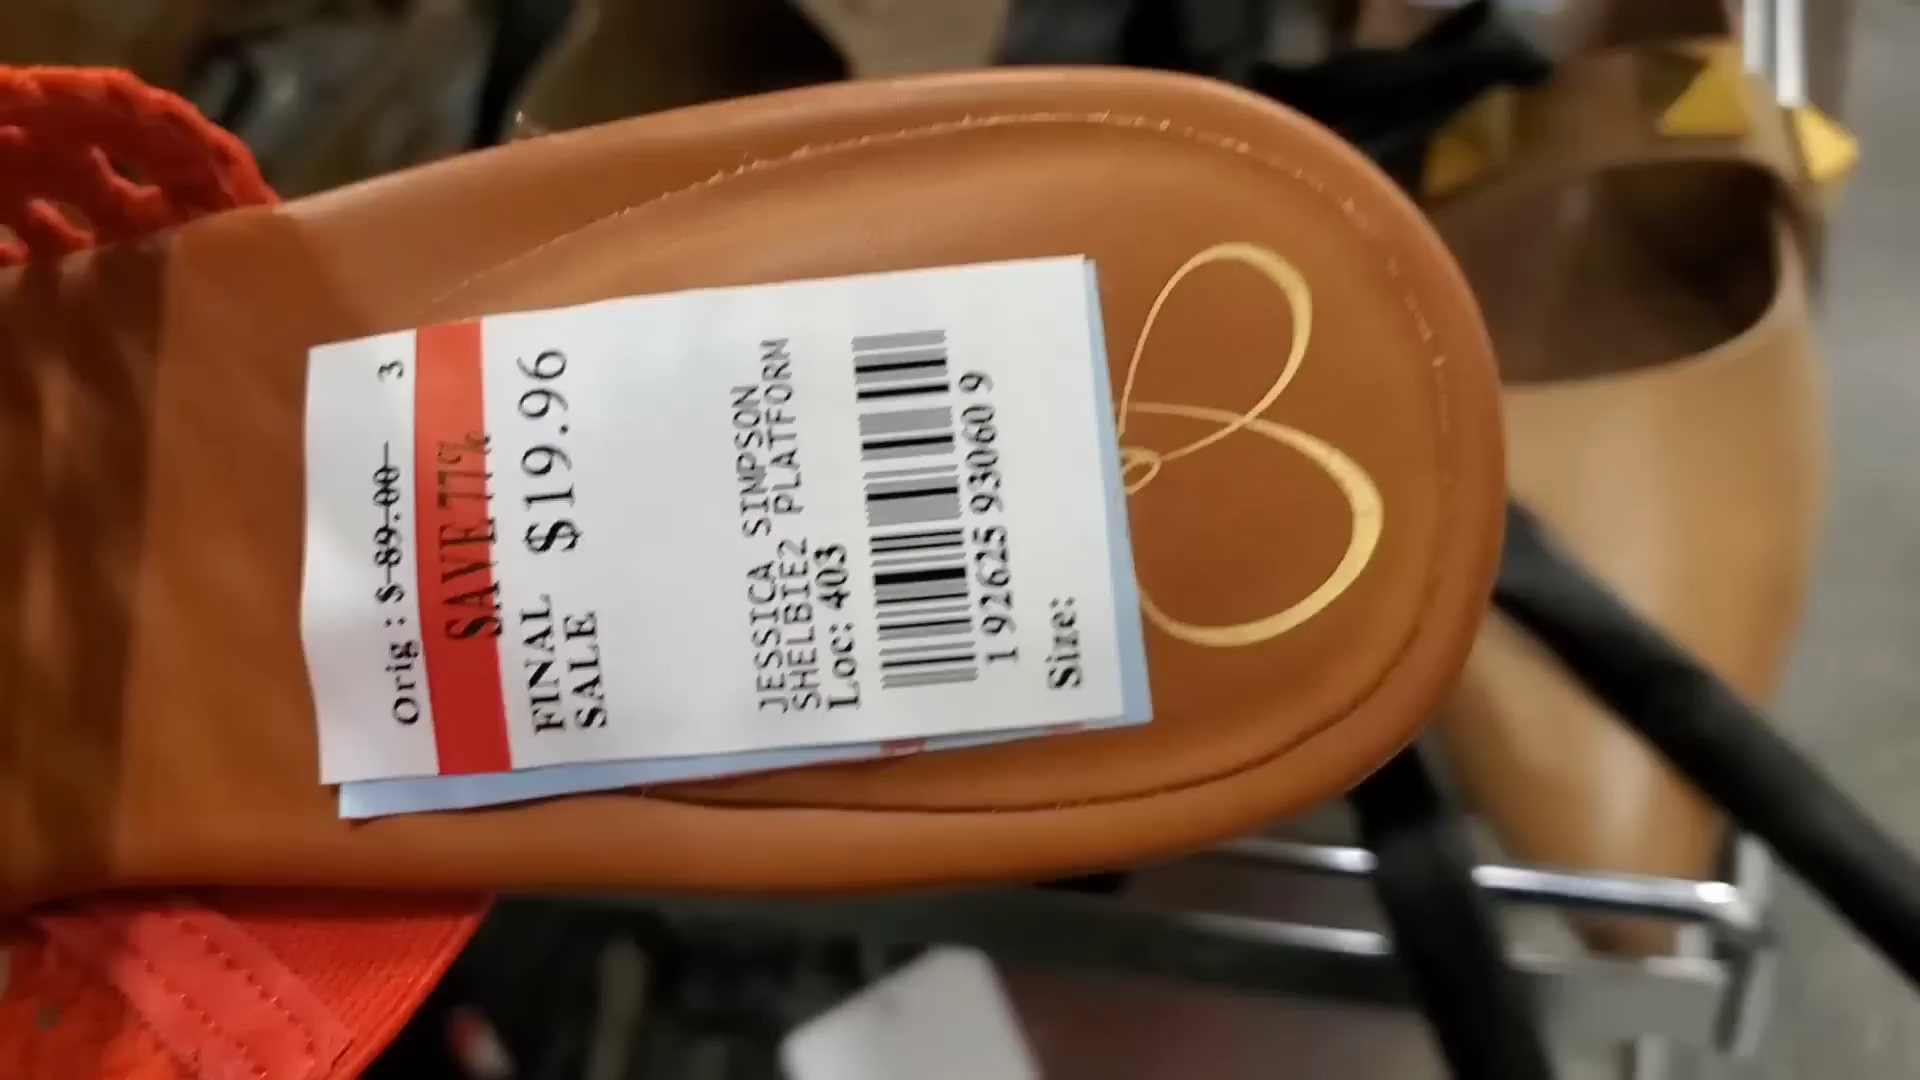 Orig : $ 89.00 3
SAVE 77%
FINAL $19.96
SALE
JESSICA SIMPSON
SHELBIE2 PLATFORM
Loc: 403
1 92625 93060 9
Size: